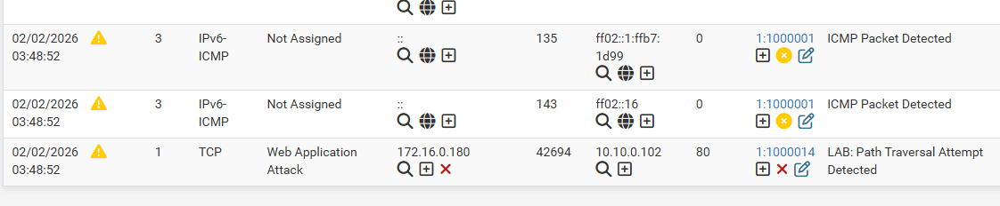 02/02/2026 3 IPv6- Not Assigned :: 135 ff02::1:ffb7: 0 1:1000001 ICMP Packet Detected
03:48:52 ICMP 1d99
02/02/2026 3 IPv6- Not Assigned :: 143 ff02::16 0 1:1000001 ICMP Packet Detected
03:48:52 ICMP
02/02/2026 1 TCP Web Application 172.16.0.180 42694 10.10.0.102 80 1:1000014 LAB: Path Traversal Attempt
03:48:52 Attack Detected